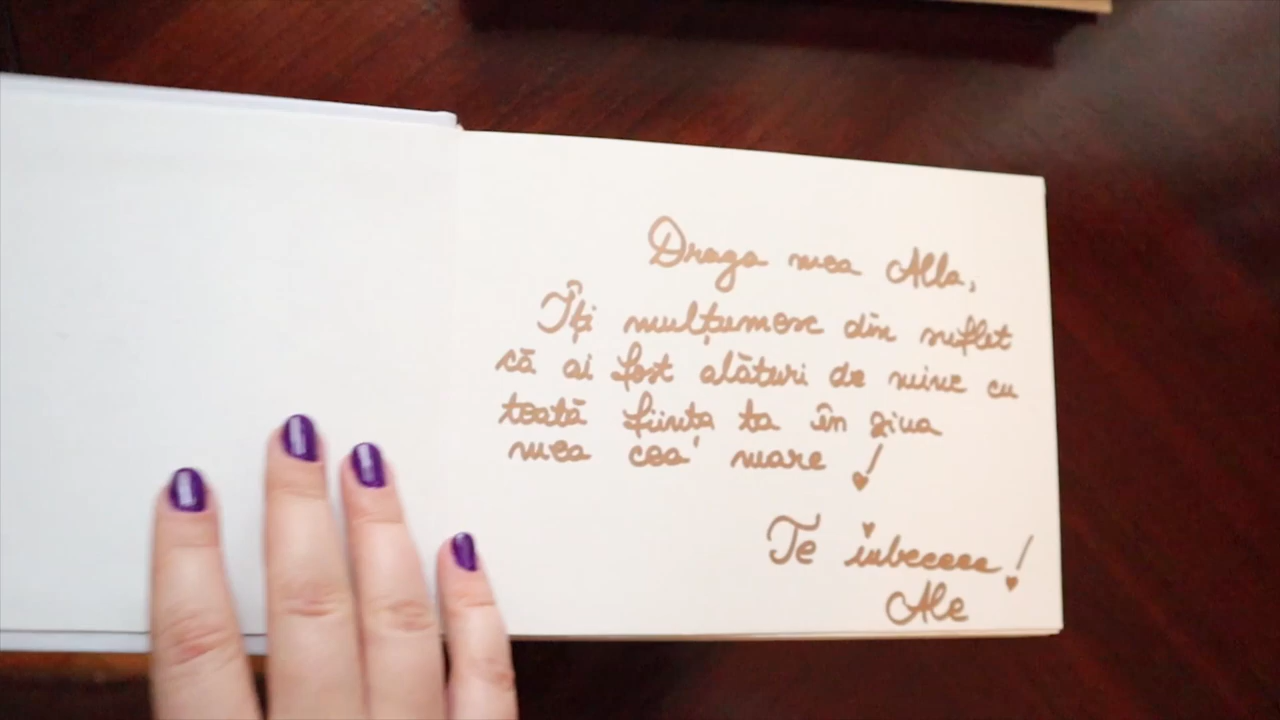 Draga mea Alla,
Îți mulțumesc din suflet
că ai fost alături de mine cu
toată ființa ta în ziua
mea cea mare!
Te iubeeeee!
Ale